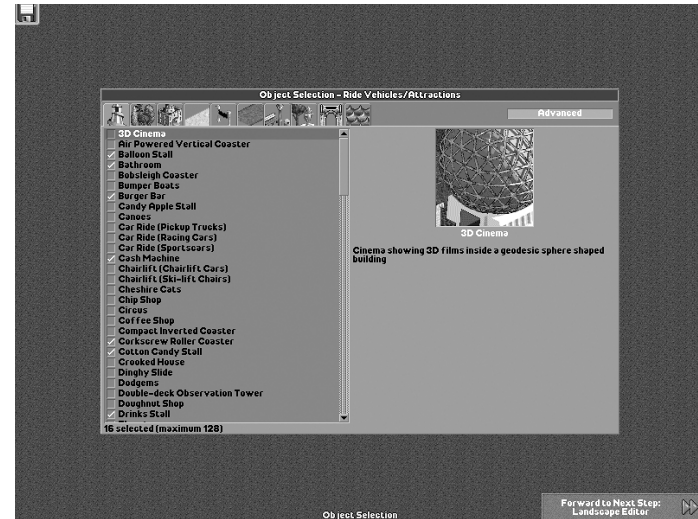 Object Selection - Ride Vehicles/Attractions
Advanced
3D Cinema
Air Powered Vertical Coaster
Balloon Stall
Bathroom
Bobsleigh Coaster
Bumper Boats
Burger Bar
Candy Apple Stall
Canoes
Car Ride (Pickup Trucks)
Car Ride (Racing Cars)
Car Ride (Sportscars)
Cash Machine
Chairlift (Chairlift Cars)
Chairlift (Ski-lift Chairs)
Cheshire Cats
Chip Shop
Circus
Coffee Shop
Compact Inverted Coaster
Corkscrew Roller Coaster
Cotton Candy Stall
Crooked House
Dinghy Slide
Dodgems
Double-deck Observation Tower
Doughnut Shop
Drinks Stall
16 selected (maximum 128)
3D Cinema
Cinema showing 3D films inside a geodesic sphere shaped
building
Object Selection
Forward to Next Step:
Landscape Editor